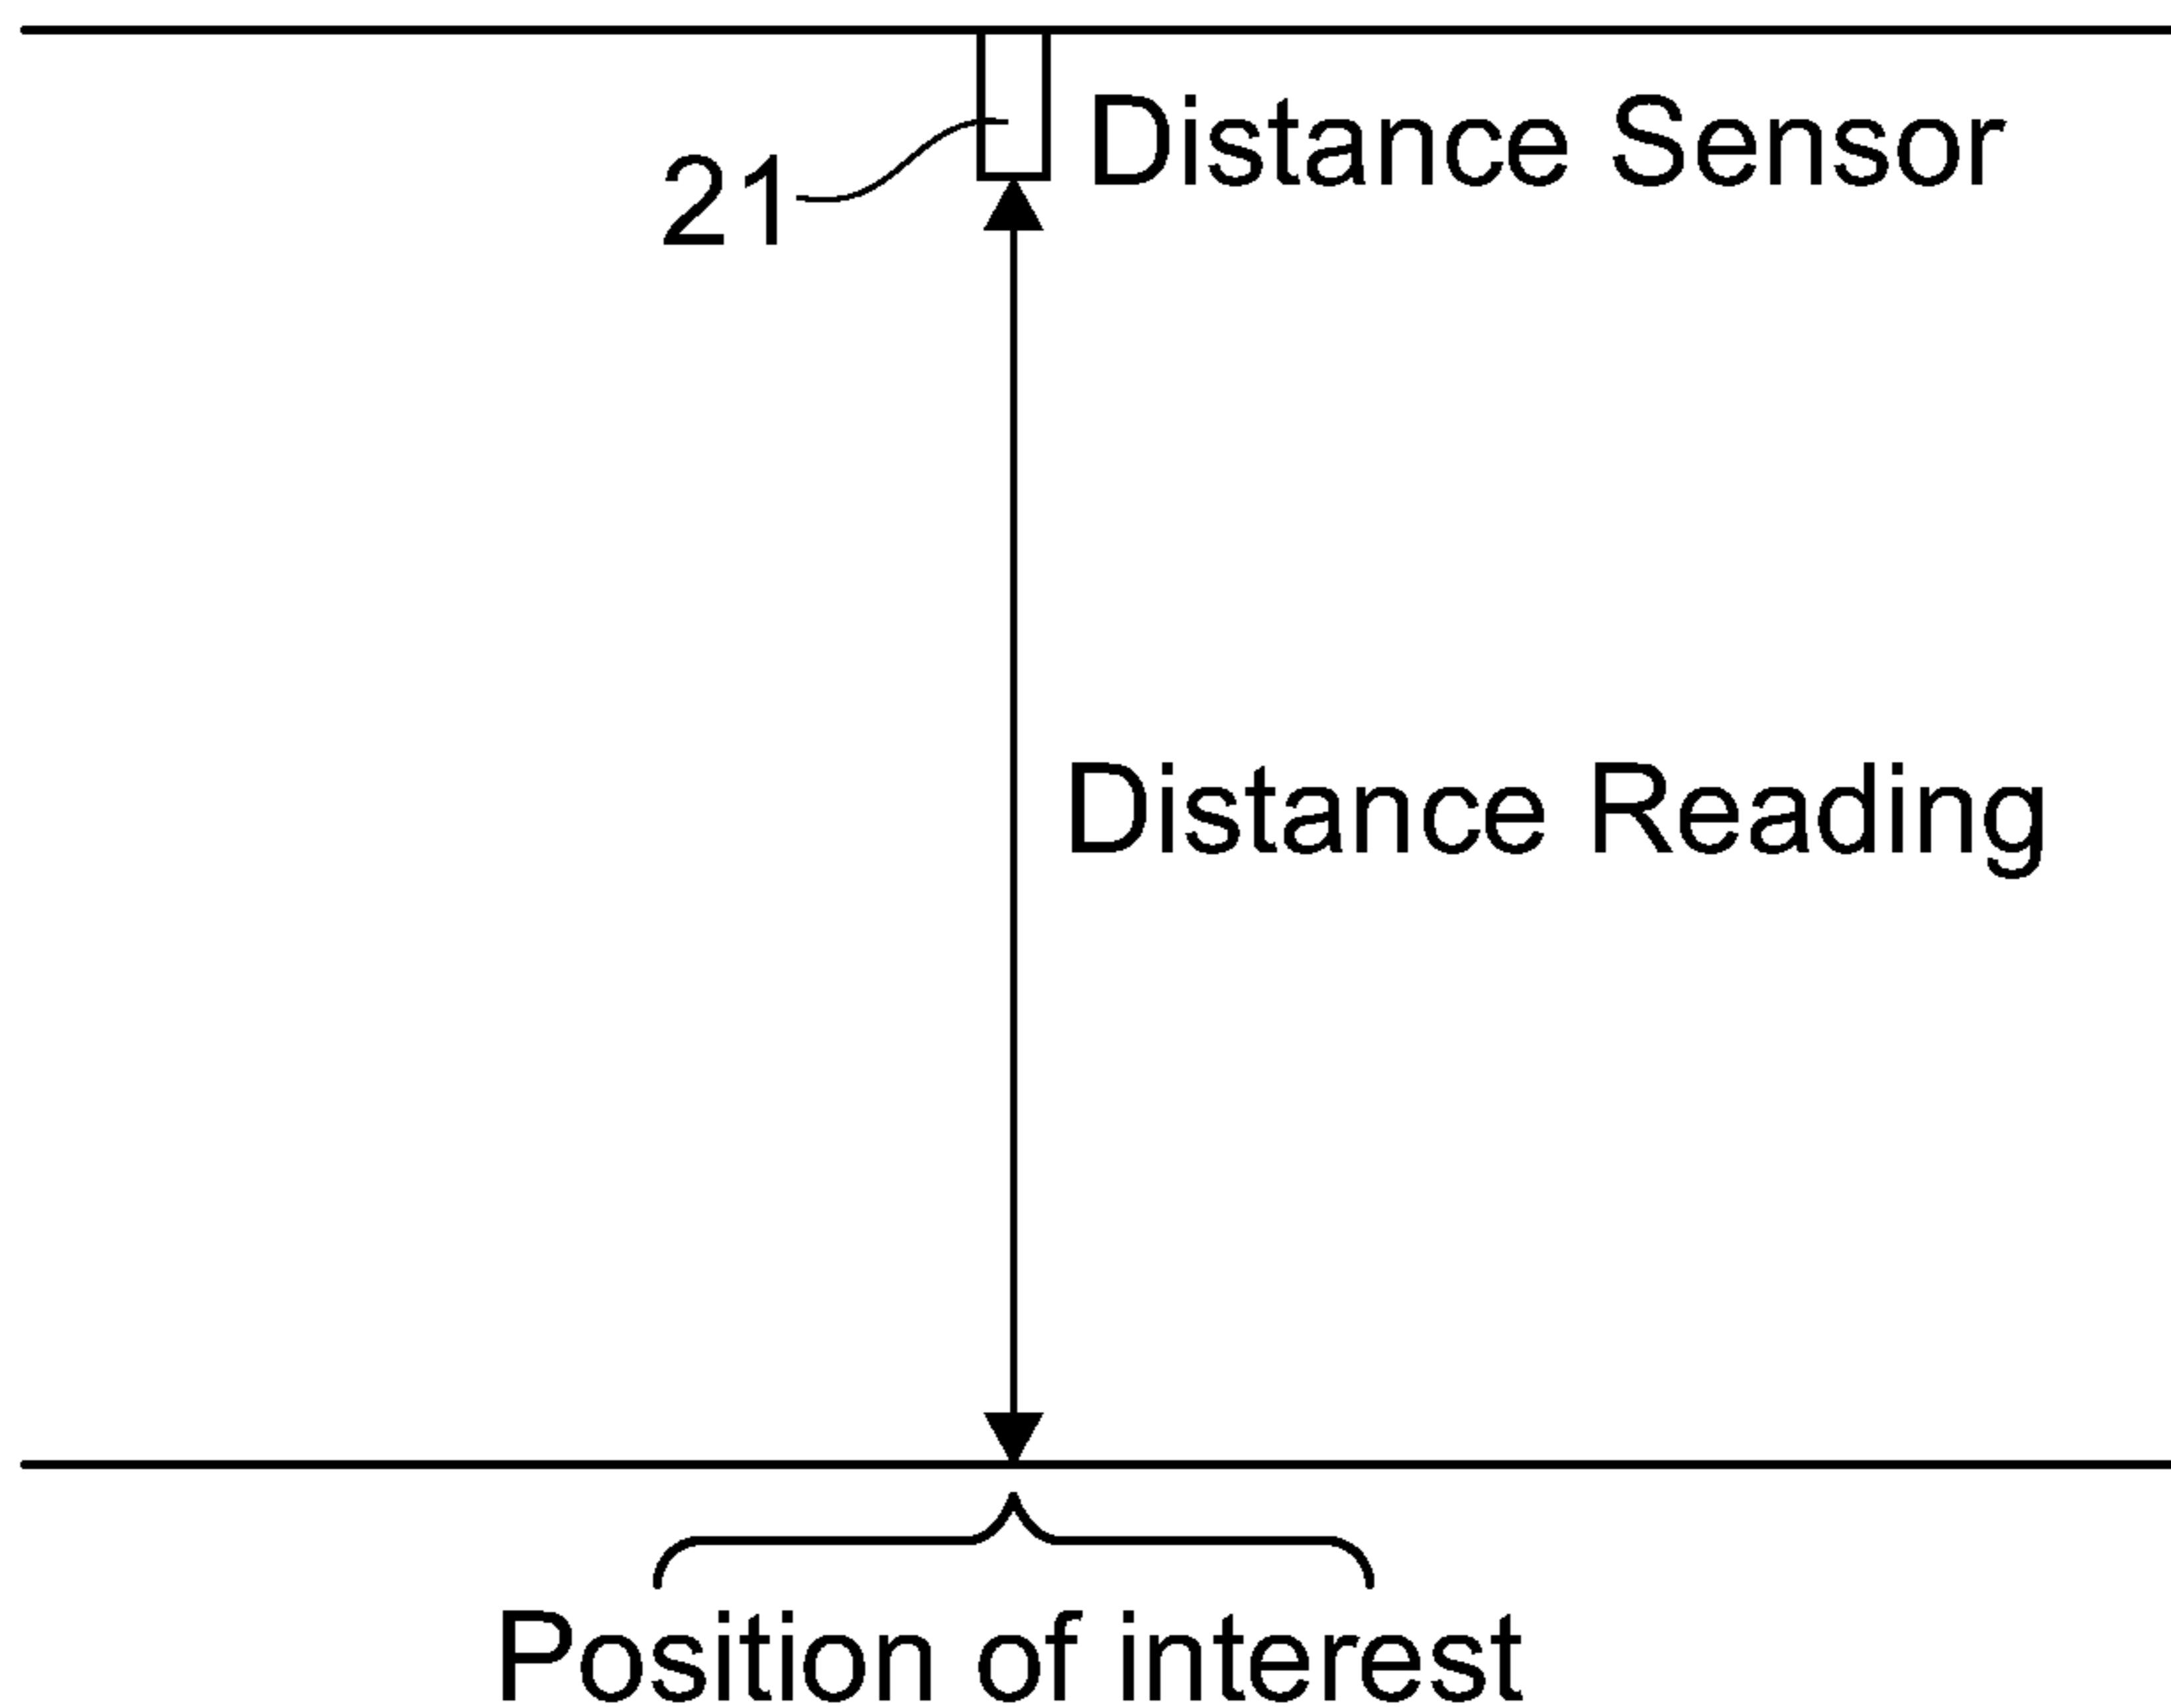 Distance Sensor
21
Distance Reading
Position of interest